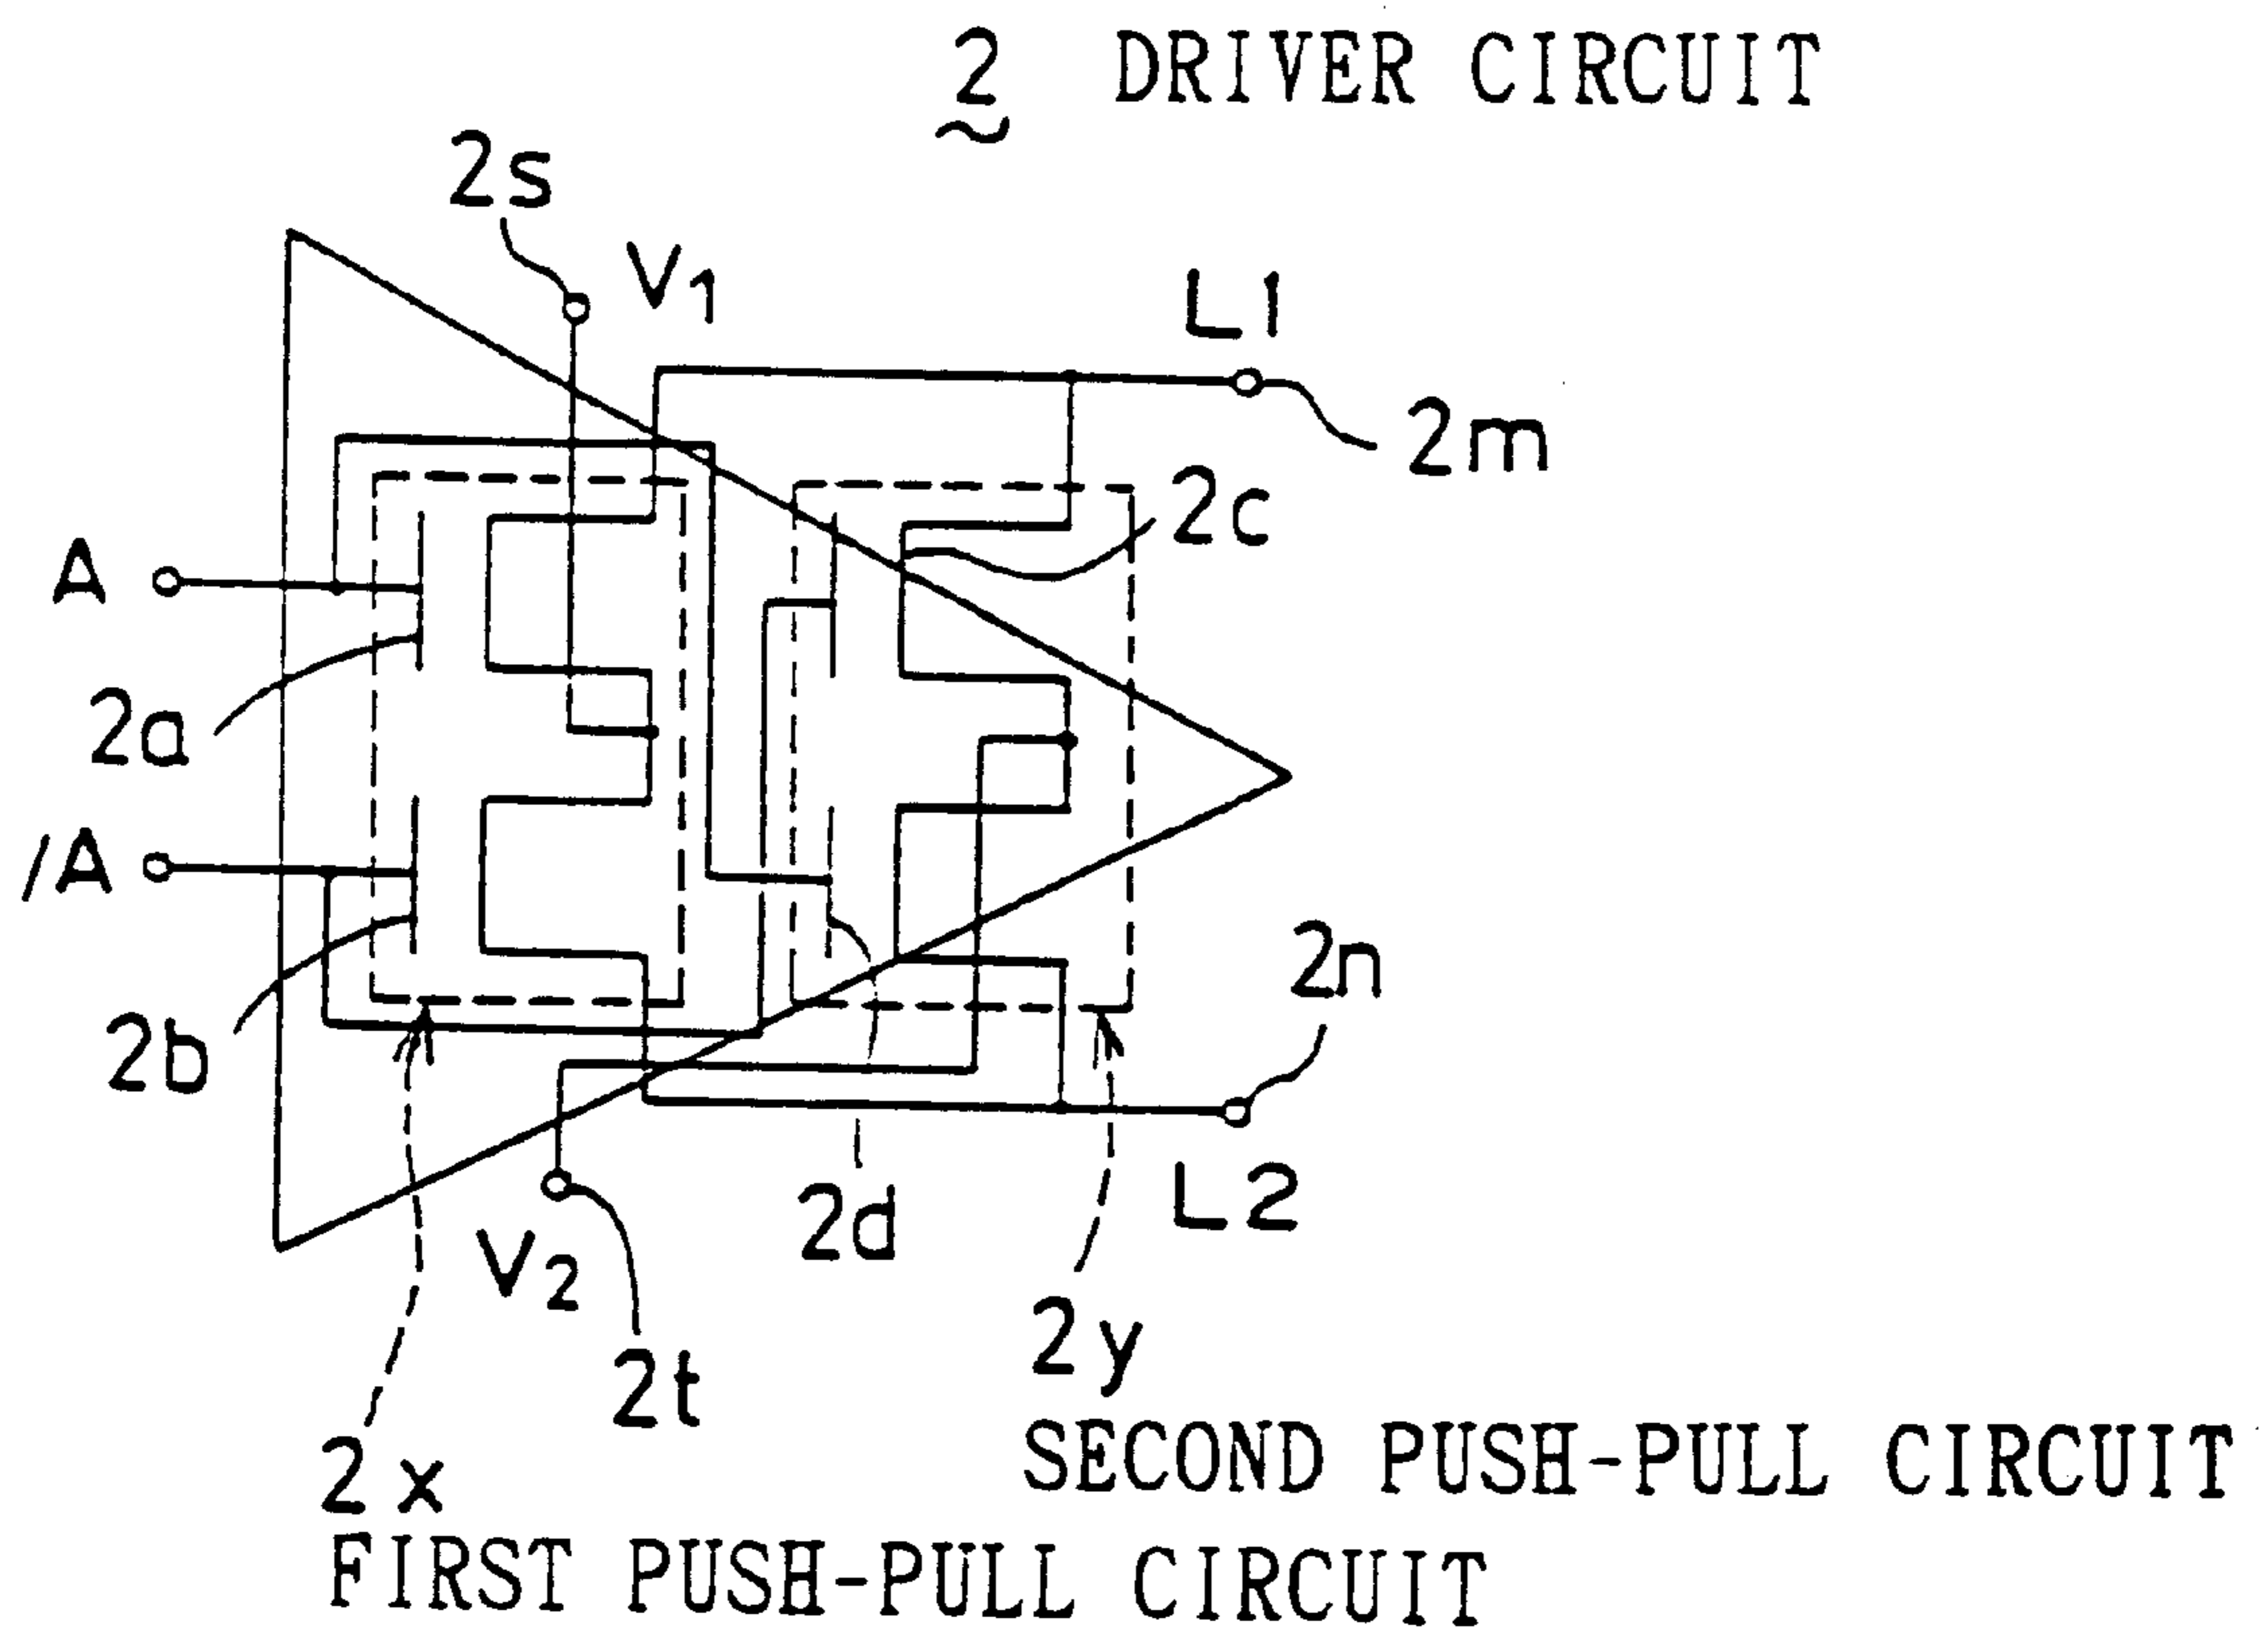 2 DRIVER CIRCUIT
2s
V1
L1
2m
2c
A
2a
/A
2n
2b
L2
2d
V2
2t
2y
SECOND PUSH-PULL CIRCUIT
2x
FIRST PUSH-PULL CIRCUIT